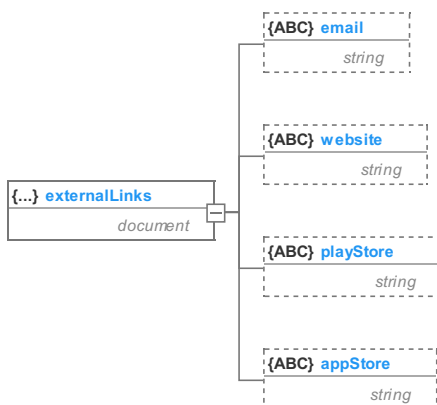 {ABC} email
string
{ABC} website
string
{...} externalLinks
document
{ABC} playStore
string
{ABC} appStore
string